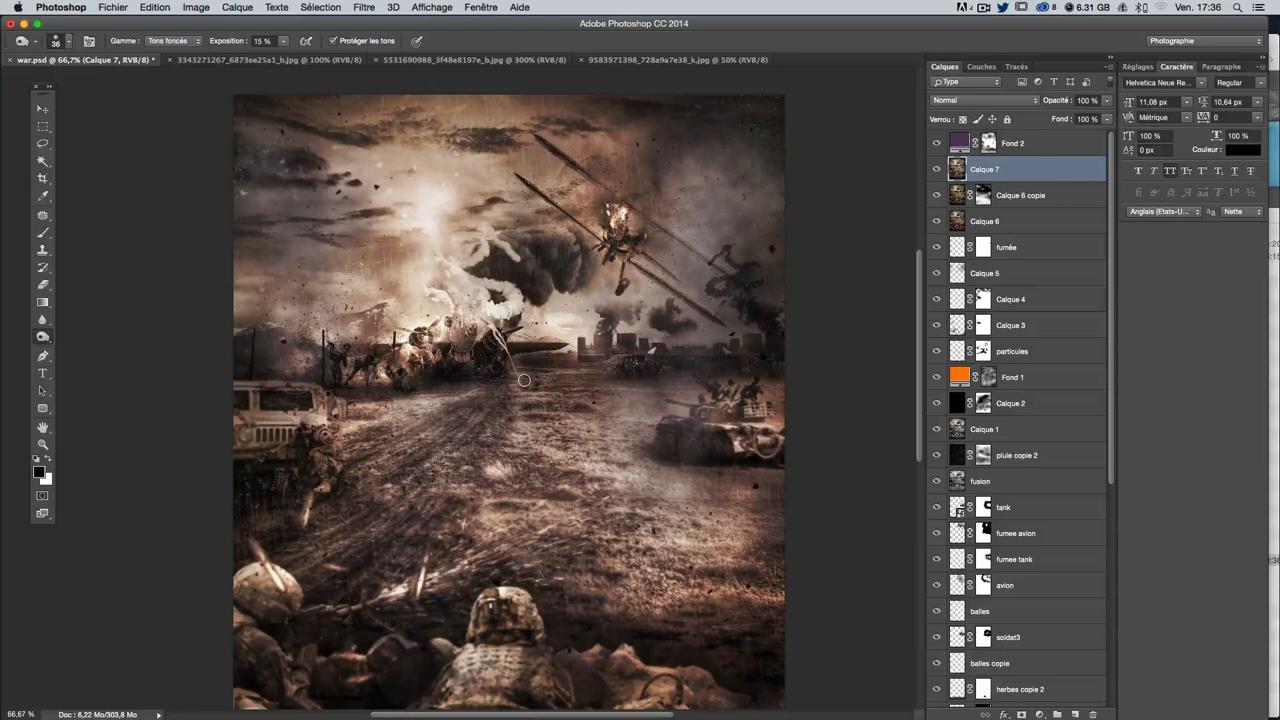 Photoshop Fichier Edition Image Calque Texte Sélection Filtre 3D Affichage Fenêtre Aide 8 6.31 GB Ven. 17:36
Adobe Photoshop CC 2014
36 Gamme : Tons foncés Exposition : 15 % Protéger les tons Photographie
war.psd @ 66,7% (Calque 7, RVB/8) * 3343271267_6873ee25a1_b.jpg @ 100% (RVB/8) 5531690988_3f48e8197e_b.jpg @ 300% (RVB/8) 9583971398_728a9a7e38_k.jpg @ 50% (RVB/8)
Calques Couches Tracés
Type
Normal Opacité : 100 %
Verrou : Fond : 100 %
Fond 2
Calque 7
Calque 6 copie
Calque 6
fumée
Calque 5
Calque 4
Calque 3
particules
Fond 1
Calque 2
Calque 1
pluie copie 2
fusion
tank
fumee avion
fumee tank
avion
balles
soldat3
balles copie
herbes copie 2
Réglages Caractère Paragraphe
Helvetica Neue Re... Regular
11,08 px 10,64 px
Métrique 0
100 % 100 %
0 px Couleur :
T T TT Tr T T T T
Anglais (Etats-U... aa Nette
66,67 % Doc : 6,22 Mo/303,8 Mo